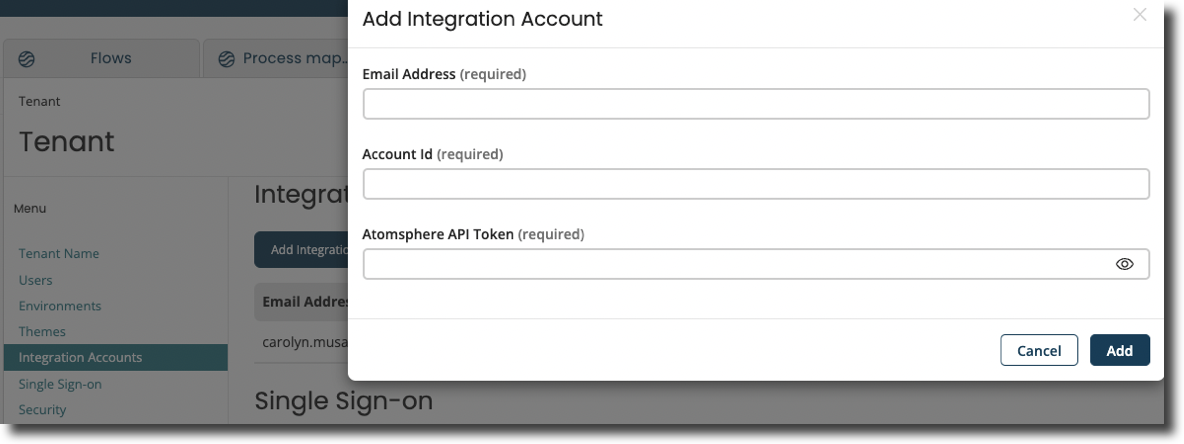 Add Integration Account
Flows
Process map...
Email Address (required)
Tenant
Tenant
Account Id (required)
Integrat
Menu
Atomsphere API Token (required)
Add Integratio
Tenant Name
Users
Email Addres
Environments
Themes
carolyn.musa
Integration Accounts
Cancel
Add
Single Sign-on
Single Sign-on
Security